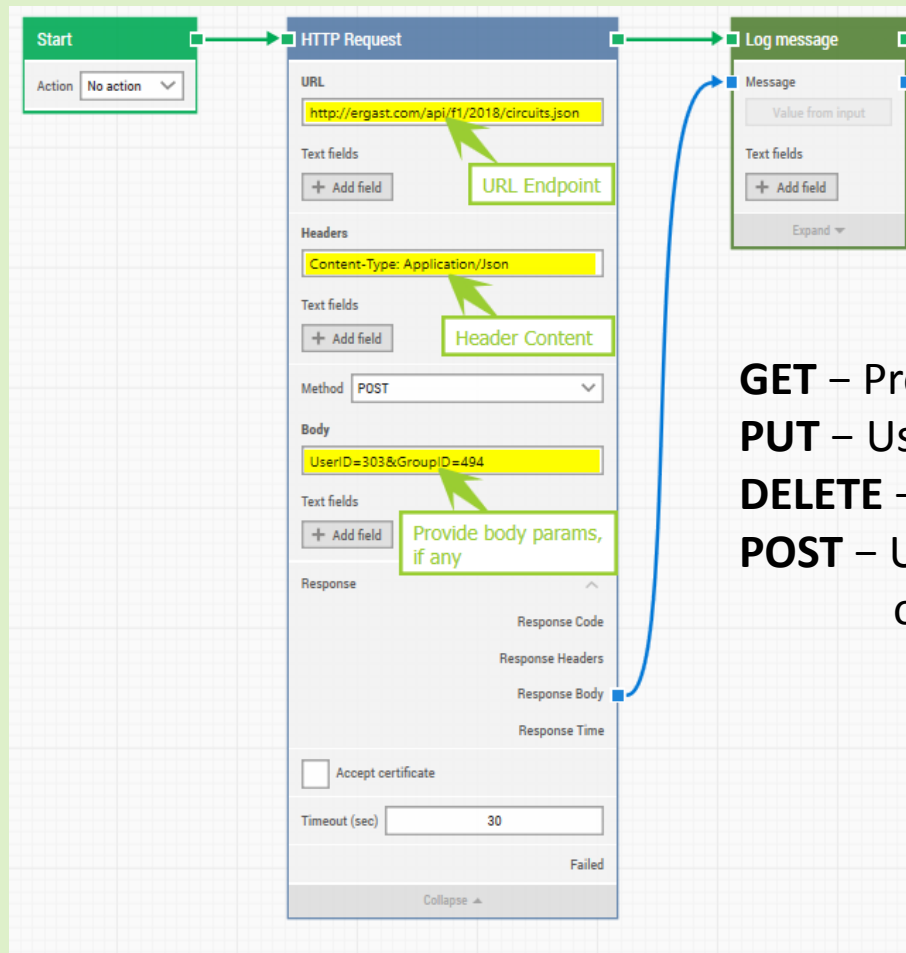 Start
Action No action
HTTP Request
URL
http://ergast.com/api/f1/2018/circuits.json
Text fields
+ Add field
URL Endpoint
Headers
Content-Type: Application/Json
Text fields
+ Add field
Header Content
Method POST
Body
UserID=303&GroupID=494
Text fields
+ Add field
Provide body params,
if any
Response
Response Code
Response Headers
Response Body
Response Time
Accept certificate
Timeout (sec) 30
Failed
Collapse
Log message
Message
Value from input
Text fields
+ Add field
Expand
GET –
PUT –
DELETE –
POST –